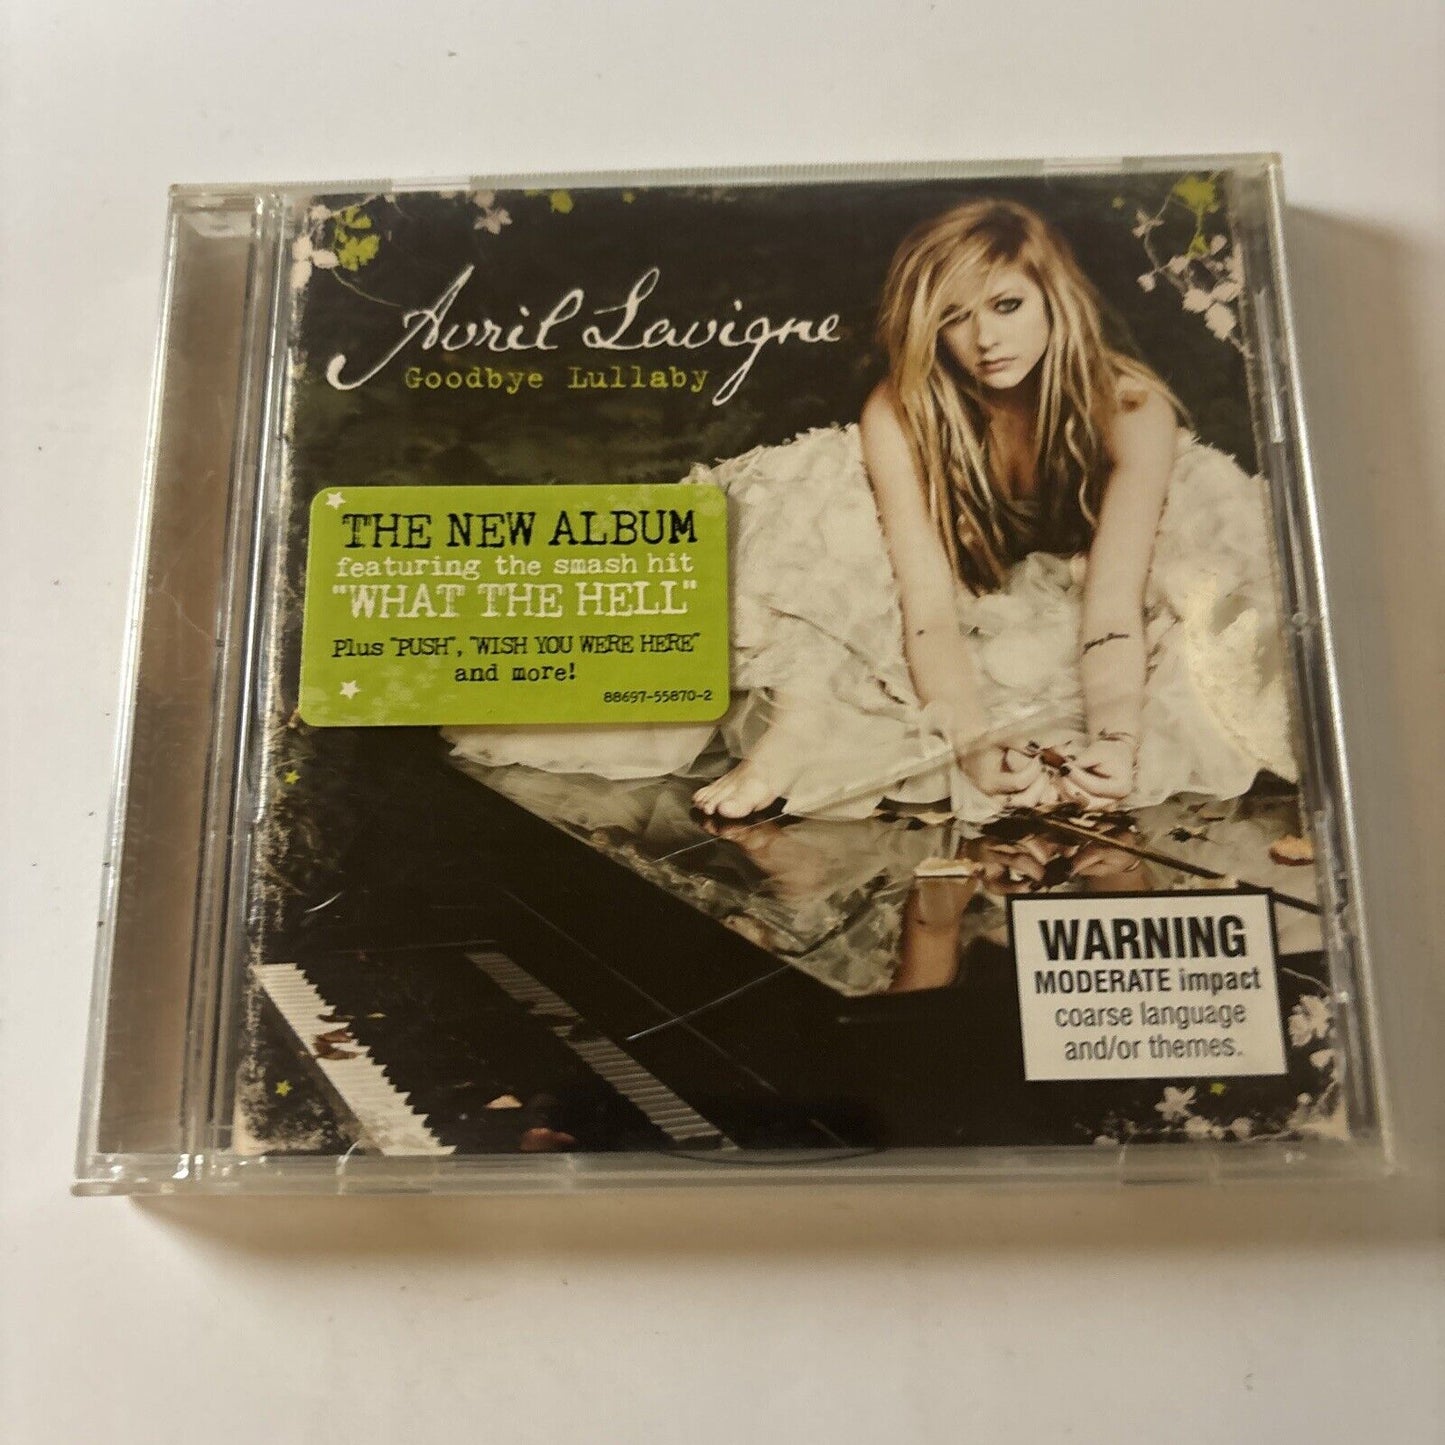 Avril Lavigne
Goodbye Lullaby
THE NEW ALBUM
featuring the smash hit
"WHAT THE HELL"
Plus "PUSH", "WISH YOU WERE HERE"
and more!
88697-55870-2
WARNING
MODERATE impact
coarse language
and/or themes.